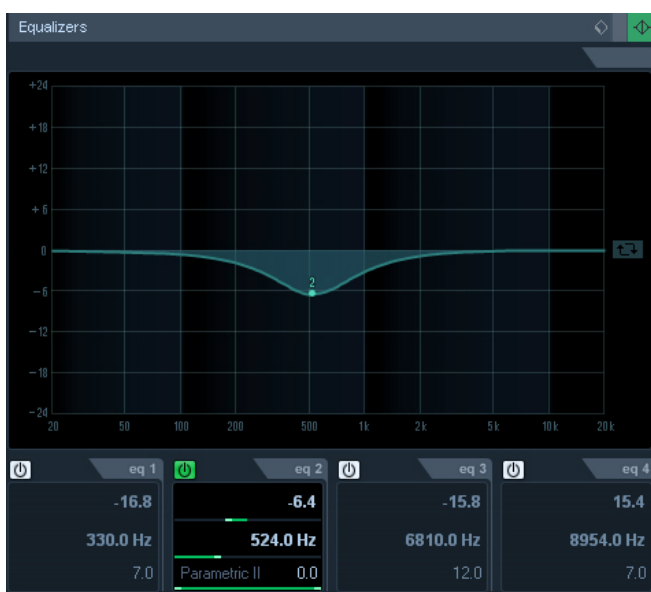 Equalizers
+24
+18
+12
+6
0
2
-6
-12
-18
-24
20 50 100 200 500 1k 2k 5k 10k 20k
eq 1 eq 2 eq 3 eq 4
-16.8 -6.4 -15.8 15.4
330.0 Hz 524.0 Hz 6810.0 Hz 8954.0 Hz
7.0 Parametric II 0.0 12.0 7.0